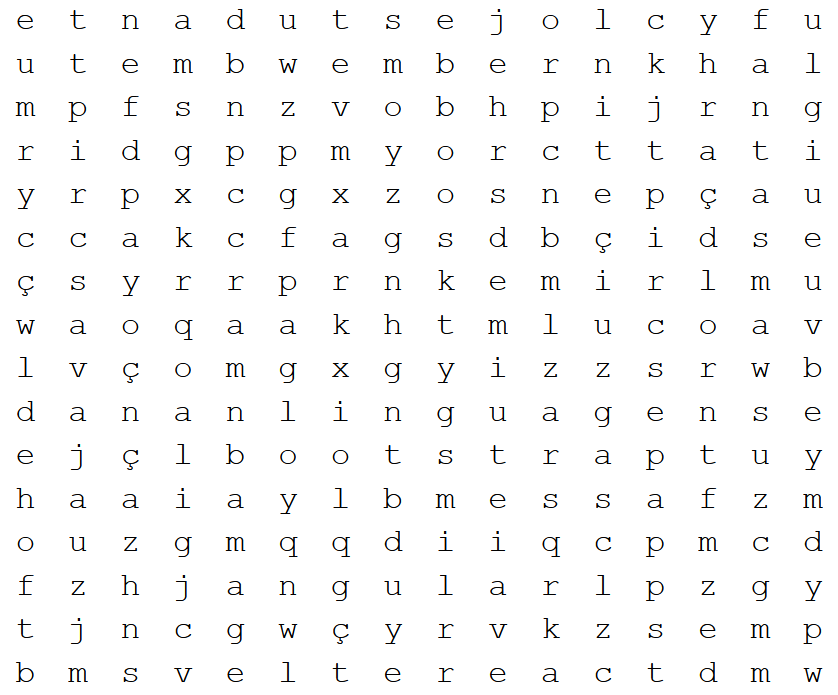 e t n a d u t s e j o l c y f u
u t e m b w e m b e r n k h a l
m p f s n z v o b h p i j r n g
r i d g p p m y o r c t t a t i
y r p x c g x z o s n e p ç a u
c c a k c f a g s d b ç i d s e
ç s y r r p r n k e m i r l m u
w a o q a a k h t m l u c o a v
l v ç o m g x g y i z z s r w b
d a n a n l i n g u a g e n s e
e j ç l b o o t s t r a p t u y
h a a i a y l b m e s s a f z m
o u z g m q q d i i q c p m c d
f z h j a n g u l a r l p z g y
t j n c g w ç y r v k z s e m p
b m s v e l t e r e a c t d m w